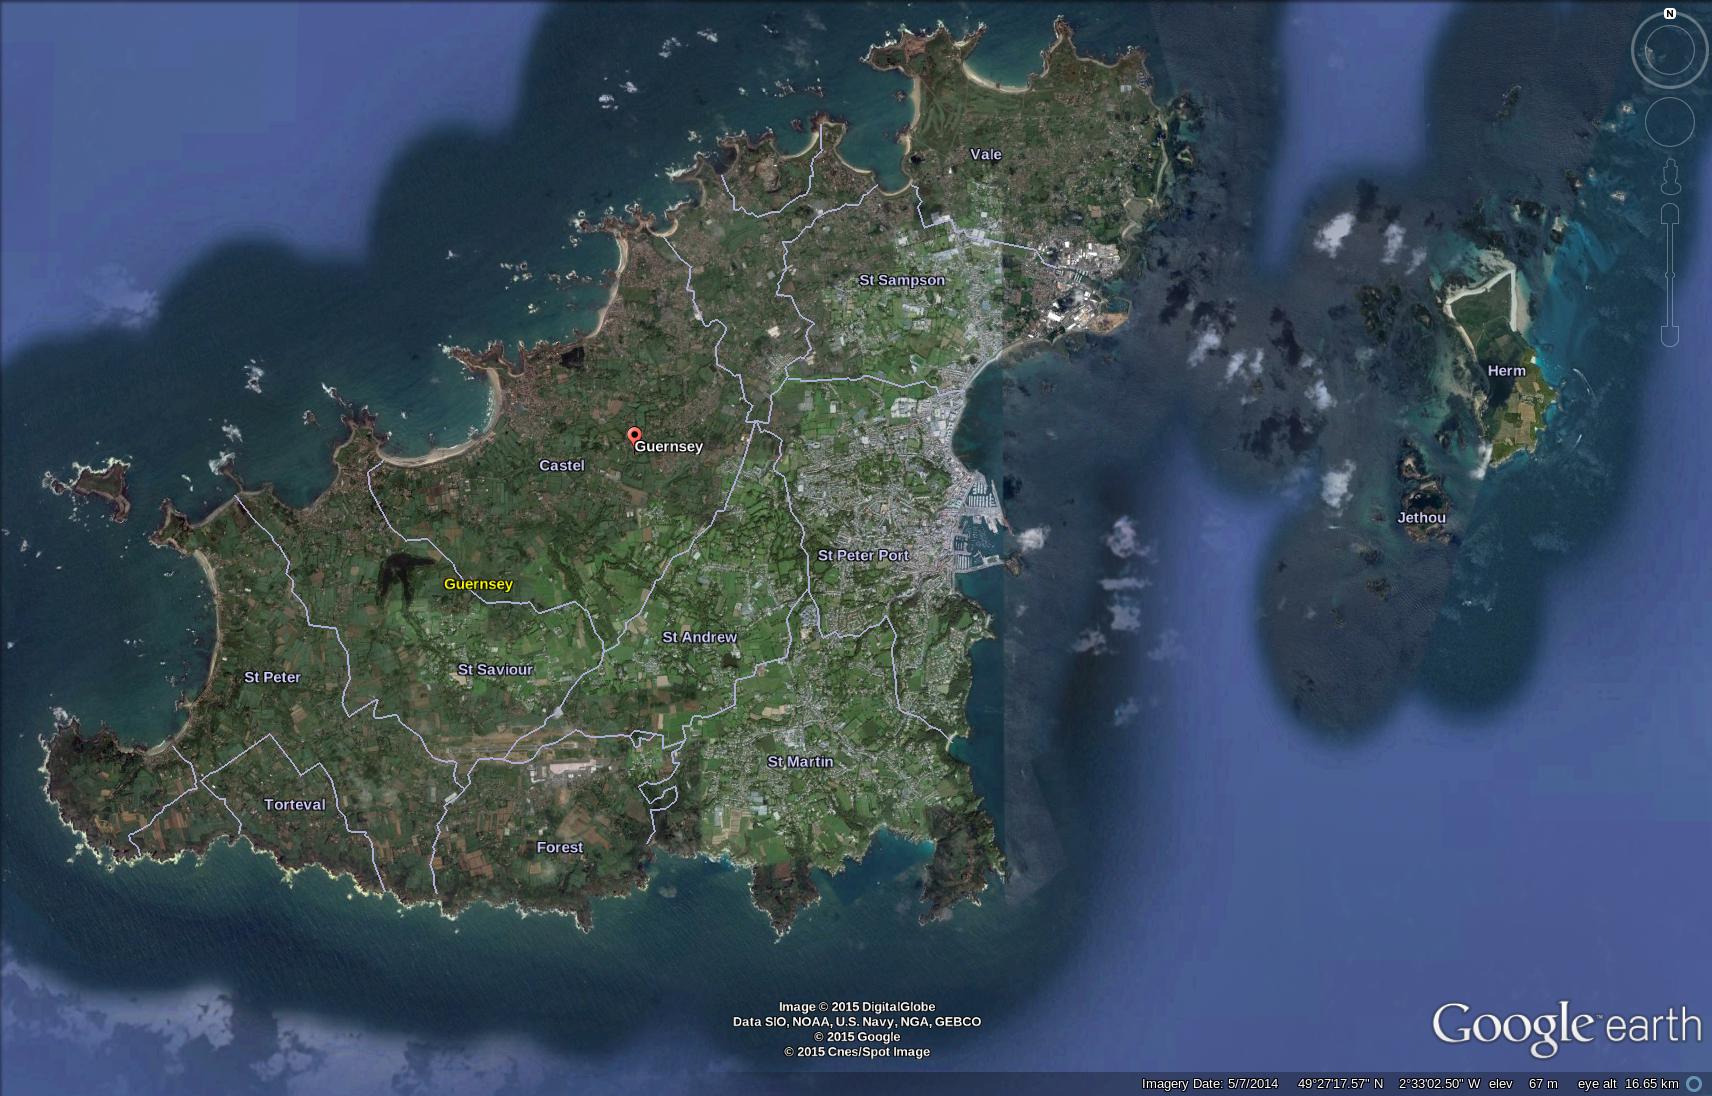 N
Vale
St Sampson
Herm
Guernsey
Castel
Jethou
St Peter Port
Guernsey
St Andrew
St Saviour
St Peter
St Martin
Torteval
Forest
Image © 2015 DigitalGlobe
Data SIO, NOAA, U.S. Navy, NGA, GEBCO
© 2015 Google
© 2015 Cnes/Spot Image
Google™ earth
Imagery Date: 5/7/2014 49°27'17.57" N 2°33'02.50" W elev 67 m eye alt 16.65 km